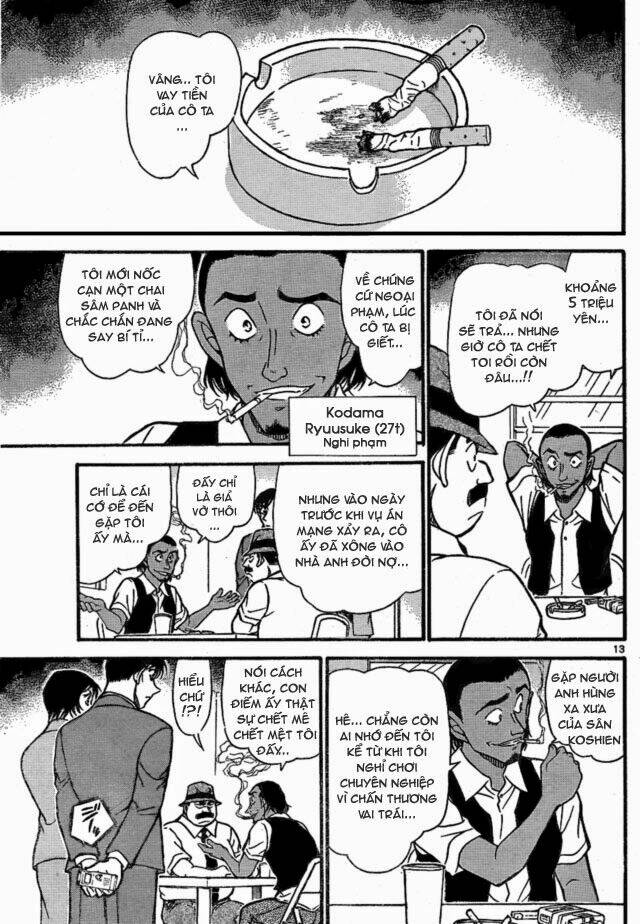 VÂNG.. TÔI
VAY TIỀN
CỦA CÔ TA
...
KHOẢNG
5 TRIỆU
YÊN...
TÔI ĐÃ NÓI
SẼ TRẢ... NHƯNG
GIỜ CÔ TA CHẾT
TOI RỒI CÒN
ĐÂU...!!
VỀ CHỨNG
CỨ NGOẠI
PHẠM, LÚC
CÔ TA BỊ
GIẾT...
TÔI MỚI NỐC
CẠN MỘT CHAI
SÂM PANH VÀ
CHẮC CHẮN ĐANG
SAY BÍ TỈ...
Kodama
Ryuusuke (27t)
Nghi phạm
NHƯNG VÀO NGÀY
TRƯỚC KHI VỤ ÁN
MẠNG XẢY RA, CÔ
ẤY ĐÃ XÔNG VÀO
NHÀ ANH ĐÒI NỢ...
ĐẤY CHỈ
LÀ GIẢ
VỜ THÔI
...
CHỈ LÀ CÁI
CỚ ĐỂ ĐẾN
GẶP TÔI
ẤY MÀ...
13
GẶP NGƯỜI
ANH HÙNG
XA XƯA
CỦA SÂN
KOSHIEN
HÊ... CHẲNG CÒN
AI NHỚ ĐẾN TÔI
KỂ TỪ KHI TÔI
NGHỈ CHƠI
CHUYÊN NGHIỆP
VÌ CHẤN THƯƠNG
VAI TRÁI...
NÓI CÁCH
KHÁC, CON
ĐIẾM ẤY THẬT
SỰ CHẾT MÊ
CHẾT MỆT TÔI
ĐẤY..
HIỂU
CHỨ
!?!